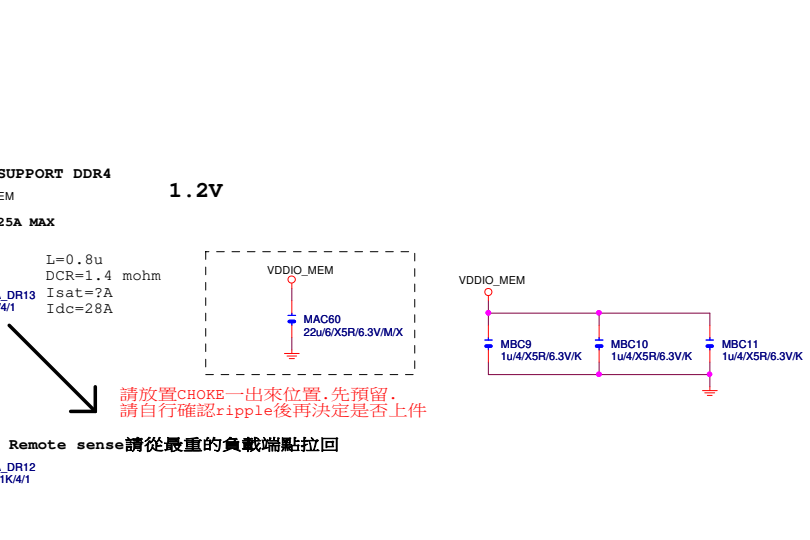 SUPPORT DDR4
1.2V
EM
25A MAX
L=0.8u
DCR=1.4 mohm
Isat=?A
Idc=28A
_DR13
/4/1
VDDIO_MEM
MAC60
22u/6/X5R/6.3V/M/X
VDDIO_MEM
MBC9
1u/4/X5R/6.3V/K
MBC10
1u/4/X5R/6.3V/K
MBC11
1u/4/X5R/6.3V/K
請放置CHOKE一出來位置.先預留.
請自行確認ripple後再決定是否上件
Remote sense請從最重的負載端點拉回
_DR12
1K/4/1